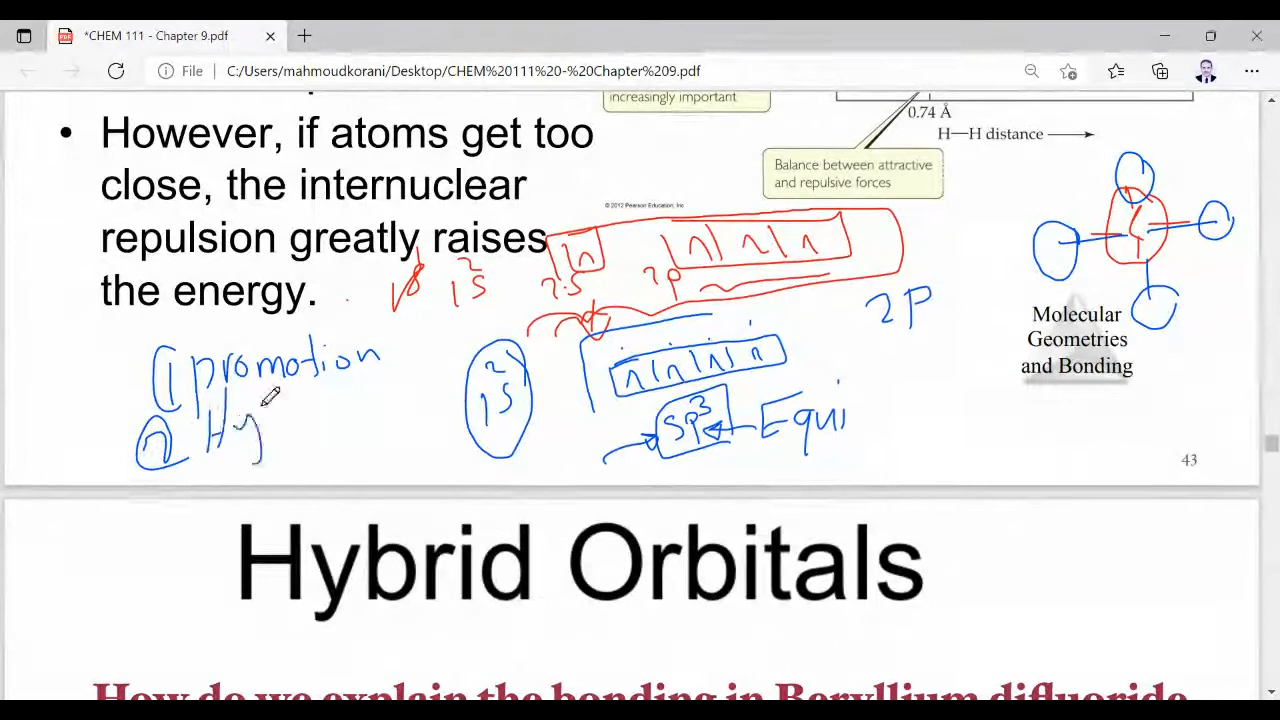 *CHEM 111 - Chapter 9.pdf
File C:/Users/mahmoudkorani/Desktop/CHEM%20111%20-%20Chapter%209.pdf
increasingly important
0.74 Å
H—H distance
Balance between attractive
and repulsive forces
© 2012 Pearson Education, Inc
• However, if atoms get too
close, the internuclear
repulsion greatly raises
the energy.
1S² 2S 2P
2P
① promotion
② Hy
1S²
SP³
Equi
Molecular
Geometries
and Bonding
43
Hybrid Orbitals
How do we explain the bonding in Beryllium difluoride